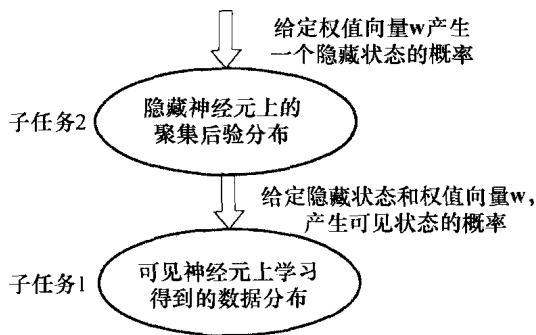 给定权值向量w产生
一个隐藏状态的概率
子任务2
隐藏神经元上的
聚集后验分布
给定隐藏状态和权值向量w,
产生可见状态的概率
子任务1
可见神经元上学习
得到的数据分布